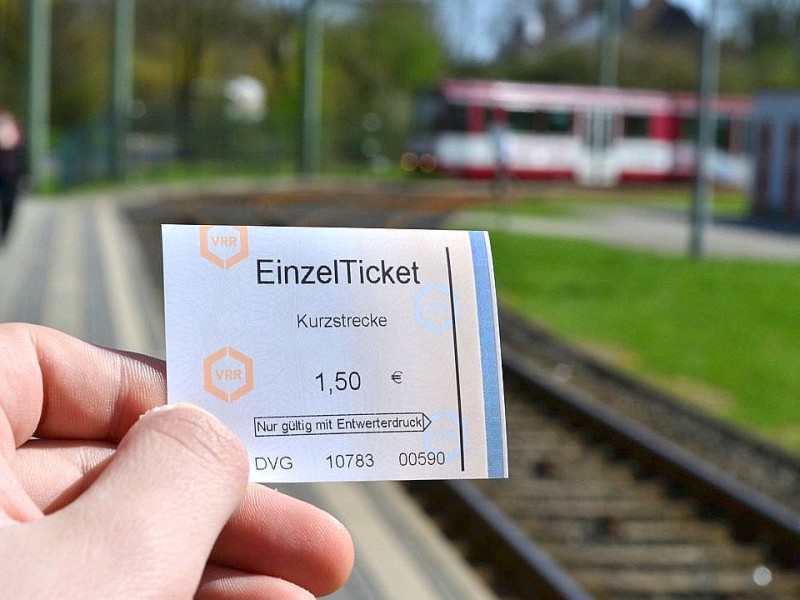 VRR
EinzelTicket
Kurzstrecke
VRR
1,50 €
Nur gültig mit Entwerterdruck
DVG 10783 00590